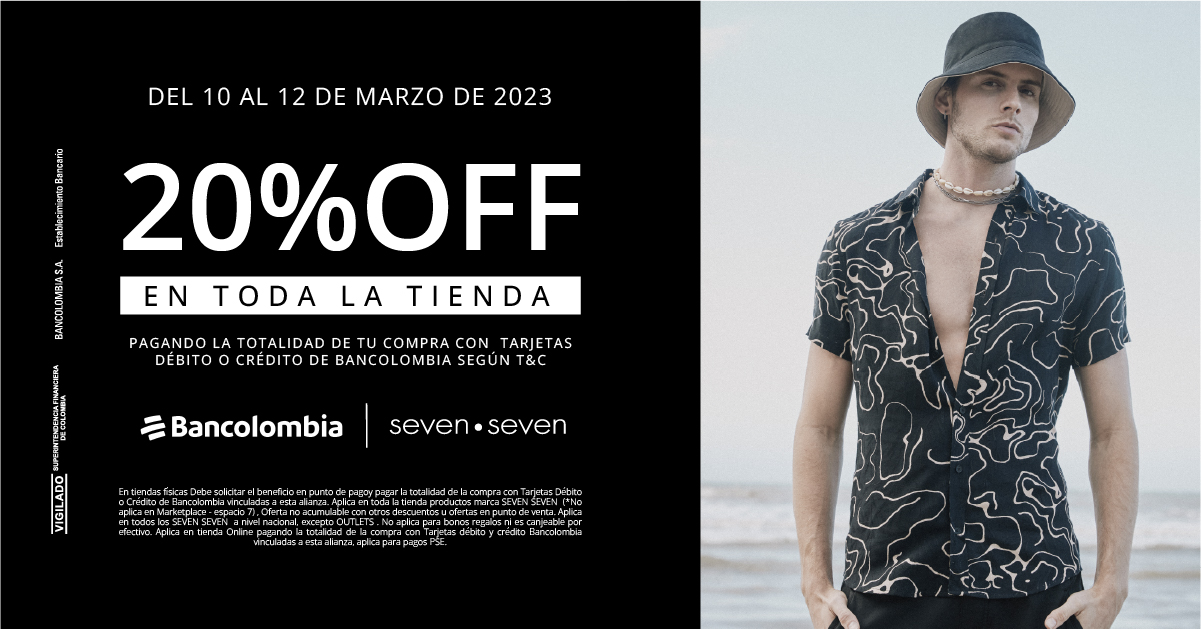 DEL 10 AL 12 DE MARZO DE 2023
20%OFF
EN TODA LA TIENDA
PAGANDO LA TOTALIDAD DE TU COMPRA CON TARJETAS
DÉBITO O CRÉDITO DE BANCOLOMBIA SEGÚN T&C
Bancolombia
seven•seven
En tiendas físicas Debe solicitar el beneficio en punto de pagoy pagar la totalidad de la compra con Tarjetas Débito
o Crédito de Bancolombia vinculadas a esta alianza. Aplica en toda la tienda productos marca SEVEN SEVEN (*No
aplica en Marketplace - espacio 7) , Oferta no acumulable con otros descuentos u ofertas en punto de venta. Aplica
en todos los SEVEN SEVEN a nivel nacional, excepto OUTLETS . No aplica para bonos regalos ni es canjeable por
efectivo. Aplica en tienda Online pagando la totalidad de la compra con Tarjetas débito y crédito Bancolombia
vinculadas a esta alianza, aplica para pagos PSE.
VIGILADO
SUPERINTENDENCIA FINANCIERA
DE COLOMBIA
BANCOLOMBIA S.A. Establecimiento Bancario